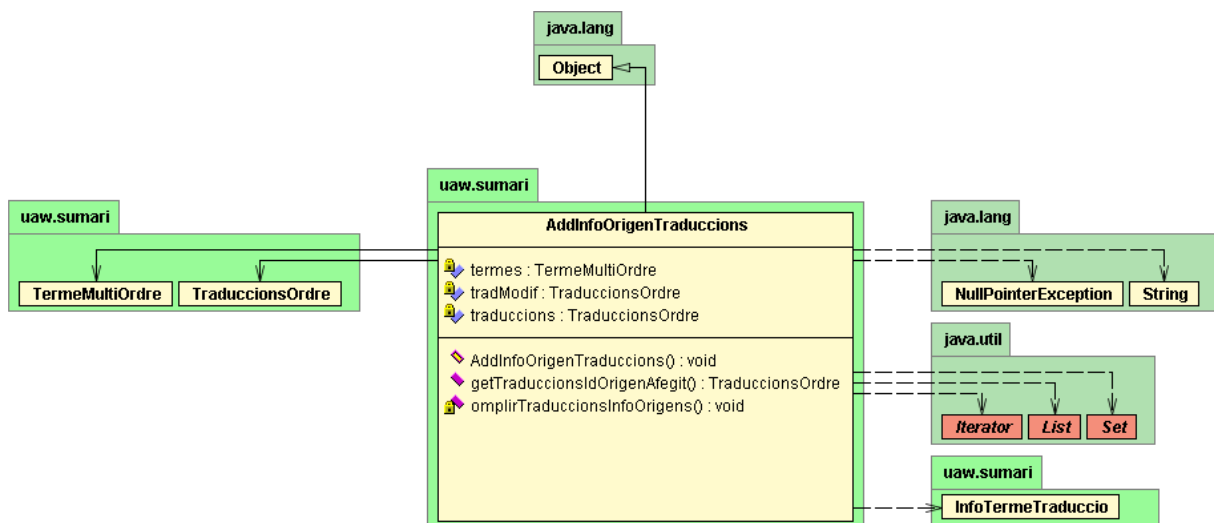 java.lang
Object
uaw.sumari
TermeMultiOrdre
TraduccionsOrdre
uaw.sumari
AddInfoOrigenTraduccions
termes : TermeMultiOrdre
tradModif : TraduccionsOrdre
traduccions : TraduccionsOrdre
AddInfoOrigenTraduccions() : void
getTraduccionsIdOrigenAfegit() : TraduccionsOrdre
omplirTraduccionsInfoOrigens() : void
java.lang
NullPointerException
String
java.util
Iterator
List
Set
uaw.sumari
InfoTermeTraduccio